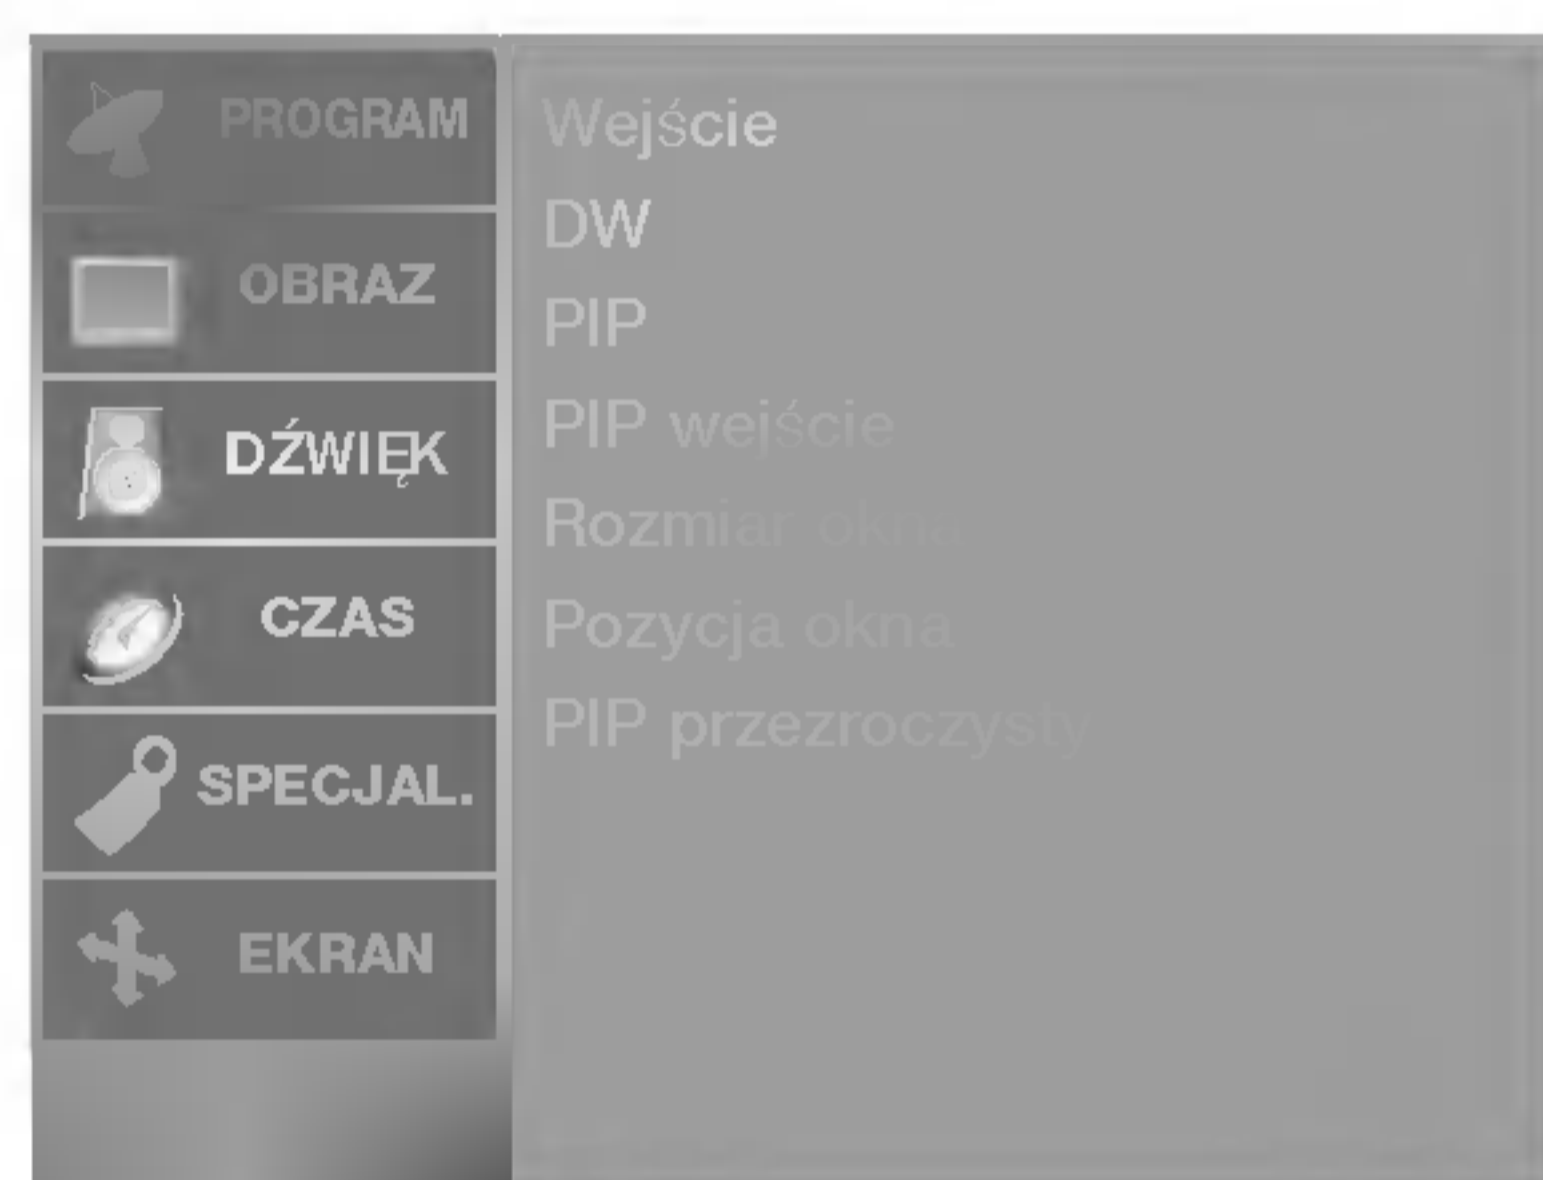 PROGRAM
OBRAZ
DŹWIĘK
CZAS
SPECJAL.
EKRAN
Wejście
DW
PIP
PIP wejście
Rozmiar okna
Pozycja okna
PIP przezroczysty